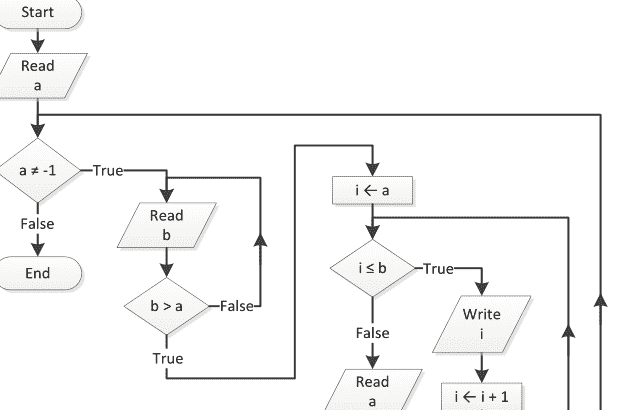 Start
Read
a
a ≠ -1
True
False
End
Read
b
b > a
False
True
i ← a
i ≤ b
True
False
Write
i
i ← i + 1
Read
a